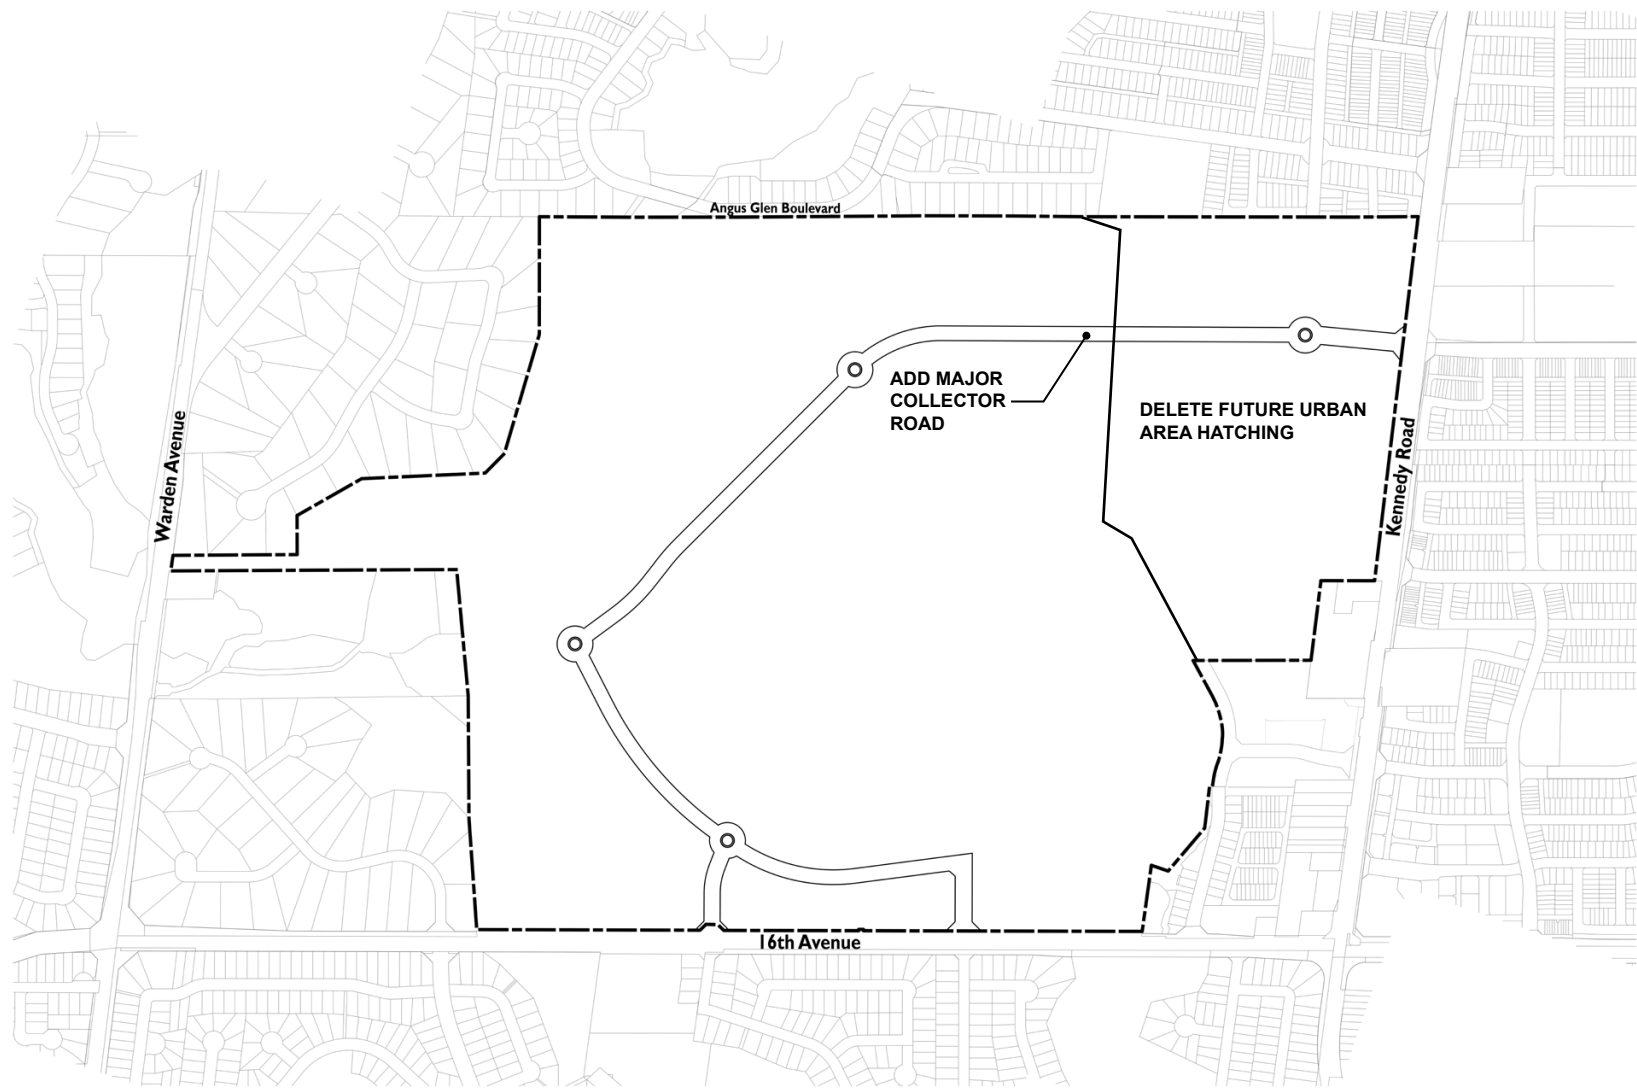 Angus Glen Boulevard
ADD MAJOR
COLLECTOR
ROAD
DELETE FUTURE URBAN
AREA HATCHING
Warden Avenue
Kennedy Road
16th Avenue